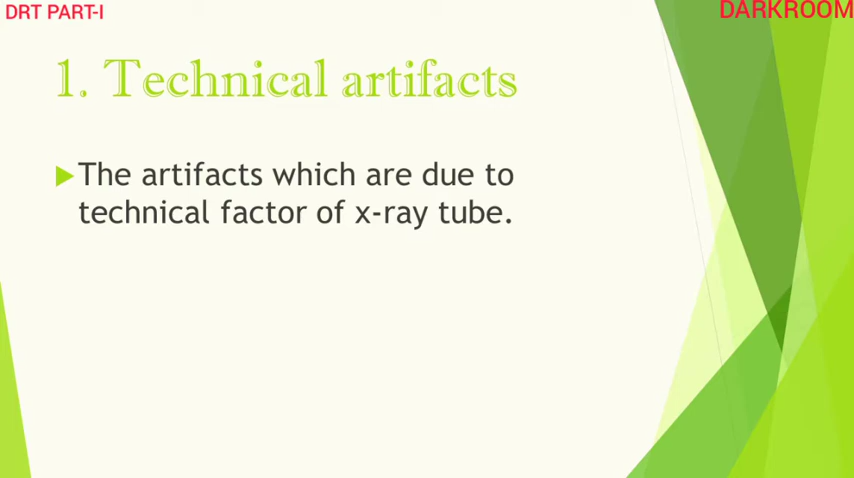 DRT PART-I
DARKROOM
1. Technical artifacts
The artifacts which are due to
technical factor of x-ray tube.